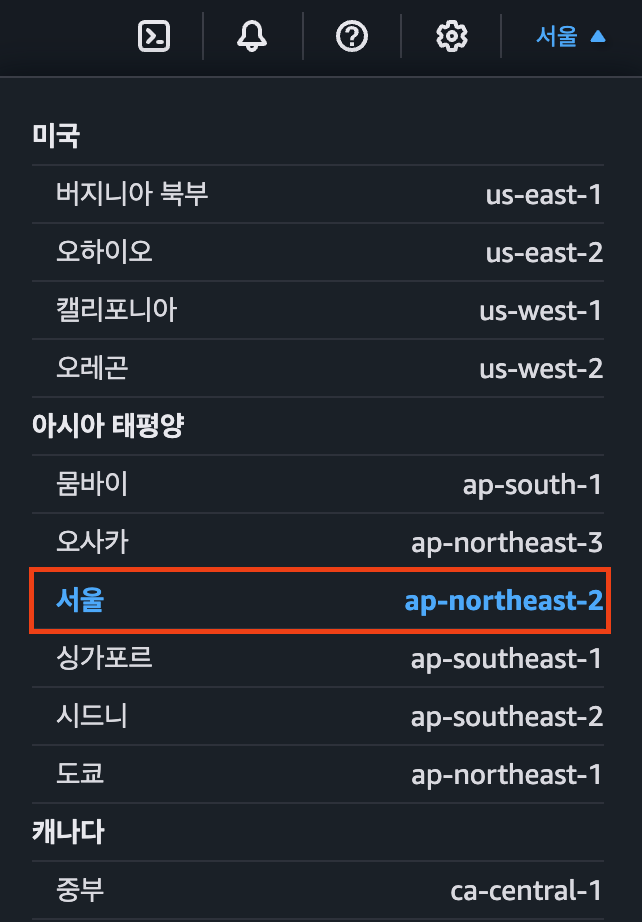 서울 ▲
미국
버지니아 북부 us-east-1
오하이오 us-east-2
캘리포니아 us-west-1
오레곤 us-west-2
아시아 태평양
뭄바이 ap-south-1
오사카 ap-northeast-3
서울 ap-northeast-2
싱가포르 ap-southeast-1
시드니 ap-southeast-2
도쿄 ap-northeast-1
캐나다
중부 ca-central-1